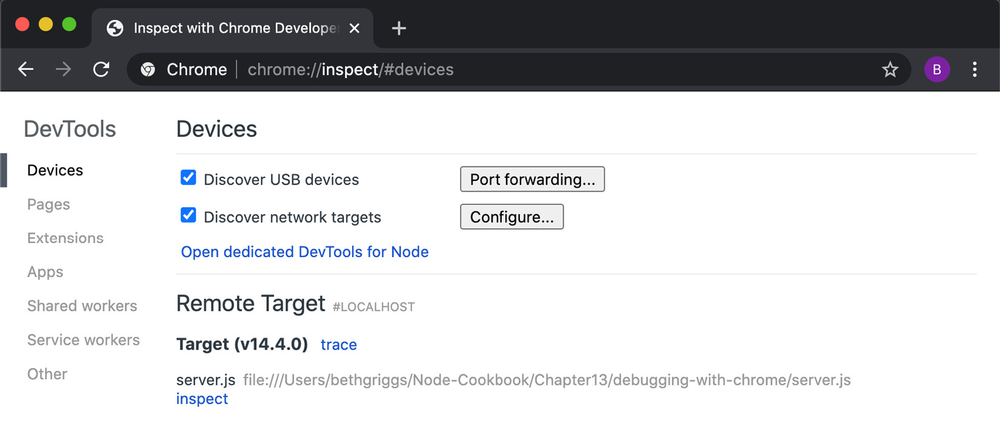 Inspect with Chrome Develope
Chrome chrome://inspect/#devices
B
DevTools
Devices
Pages
Extensions
Apps
Shared workers
Service workers
Other
Devices
Discover USB devices Port forwarding...
Discover network targets Configure...
Open dedicated DevTools for Node
Remote Target #LOCALHOST
Target (v14.4.0) trace
server.js file:///Users/bethgriggs/Node-Cookbook/Chapter13/debugging-with-chrome/server.js
inspect